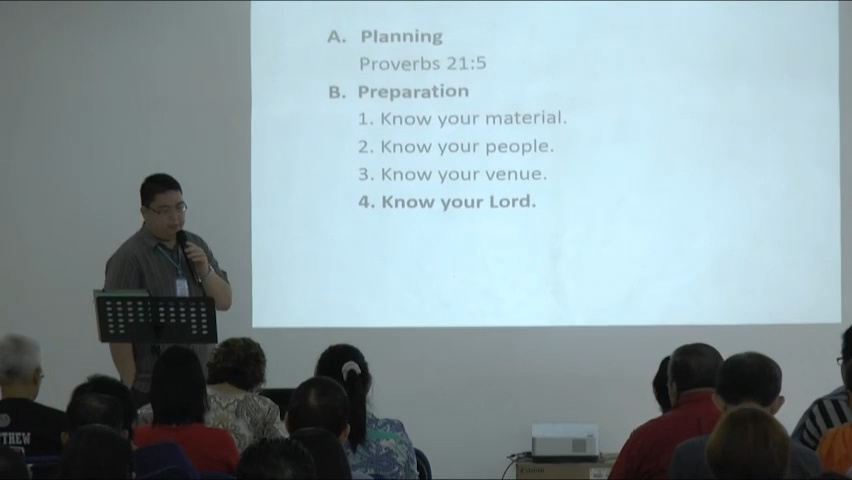 A. Planning
Proverbs 21:5
B. Preparation
1. Know your material.
2. Know your people.
3. Know your venue.
4. Know your Lord.
Canon